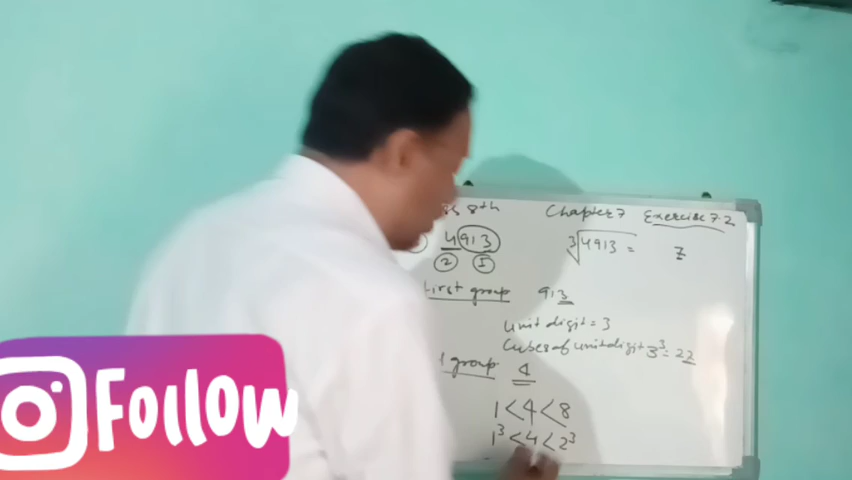 8th Chapter 7 Exercise 7.2
4913 ∛4913 = 7
2 1
First group 913
Unit digit = 3
Cubes of unit digit 3³ = 27
group 4
1 < 4 < 8
1³ < 4 < 2³
Follow